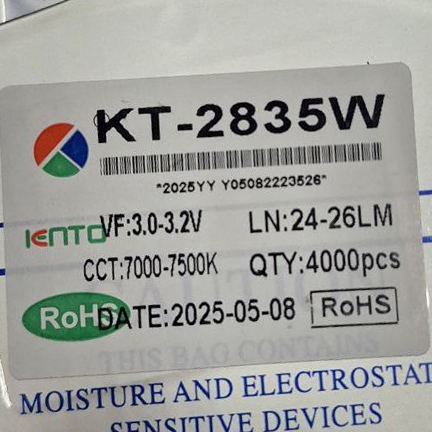 KT-2835W
*2025YY Y05082223526*
KENTO VF:3.0-3.2V LN:24-26LM
CCT:7000-7500K QTY:4000pcs
RoHS DATE:2025-05-08 RoHS
CAUTION
THIS BAG CONTAINS
MOISTURE AND ELECTROSTAT
SENSITIVE DEVICES